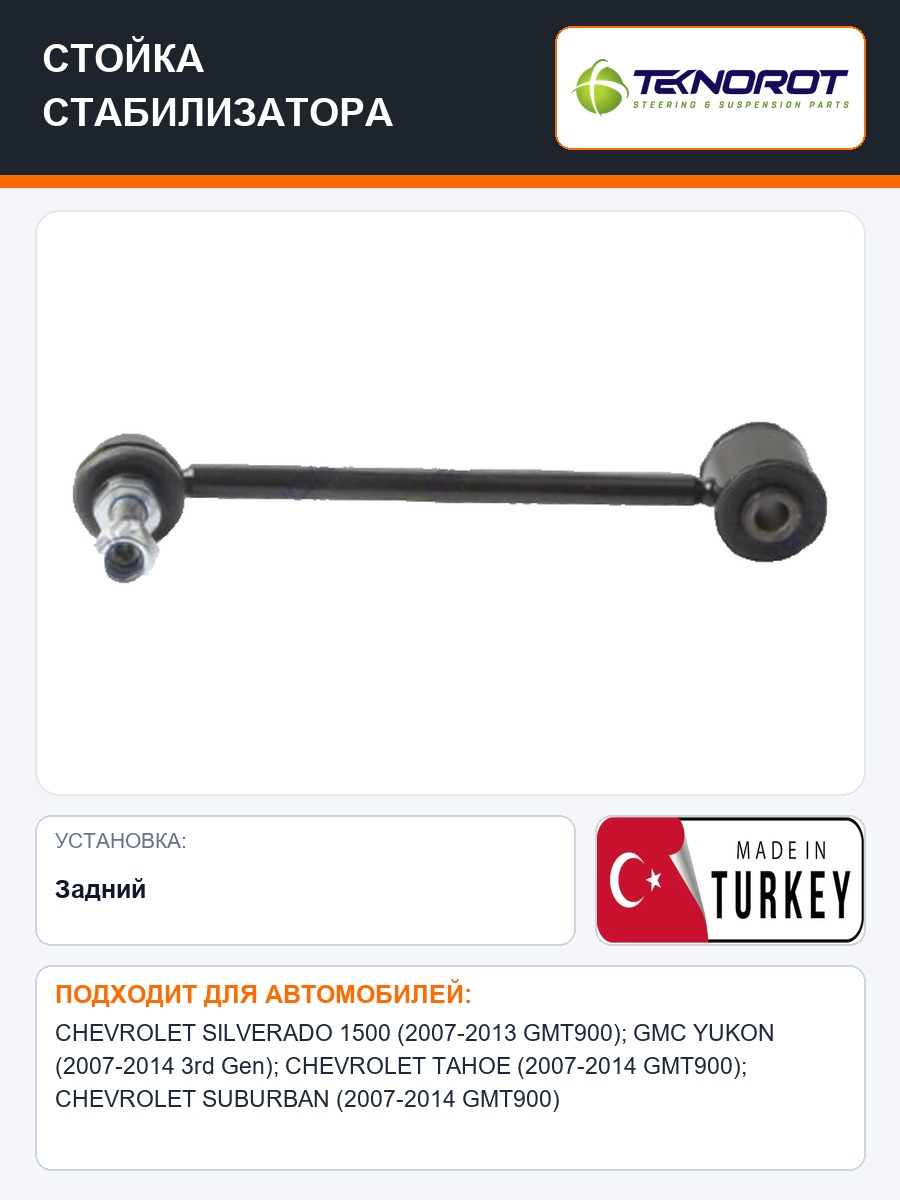 СТОЙКА
СТАБИЛИЗАТОРА
TEKNOROT
STEERING & SUSPENSION PARTS
УСТАНОВКА:
Задний
MADE IN
TURKEY
ПОДХОДИТ ДЛЯ АВТОМОБИЛЕЙ:
CHEVROLET SILVERADO 1500 (2007-2013 GMT900); GMC YUKON
(2007-2014 3rd Gen); CHEVROLET TAHOE (2007-2014 GMT900);
CHEVROLET SUBURBAN (2007-2014 GMT900)